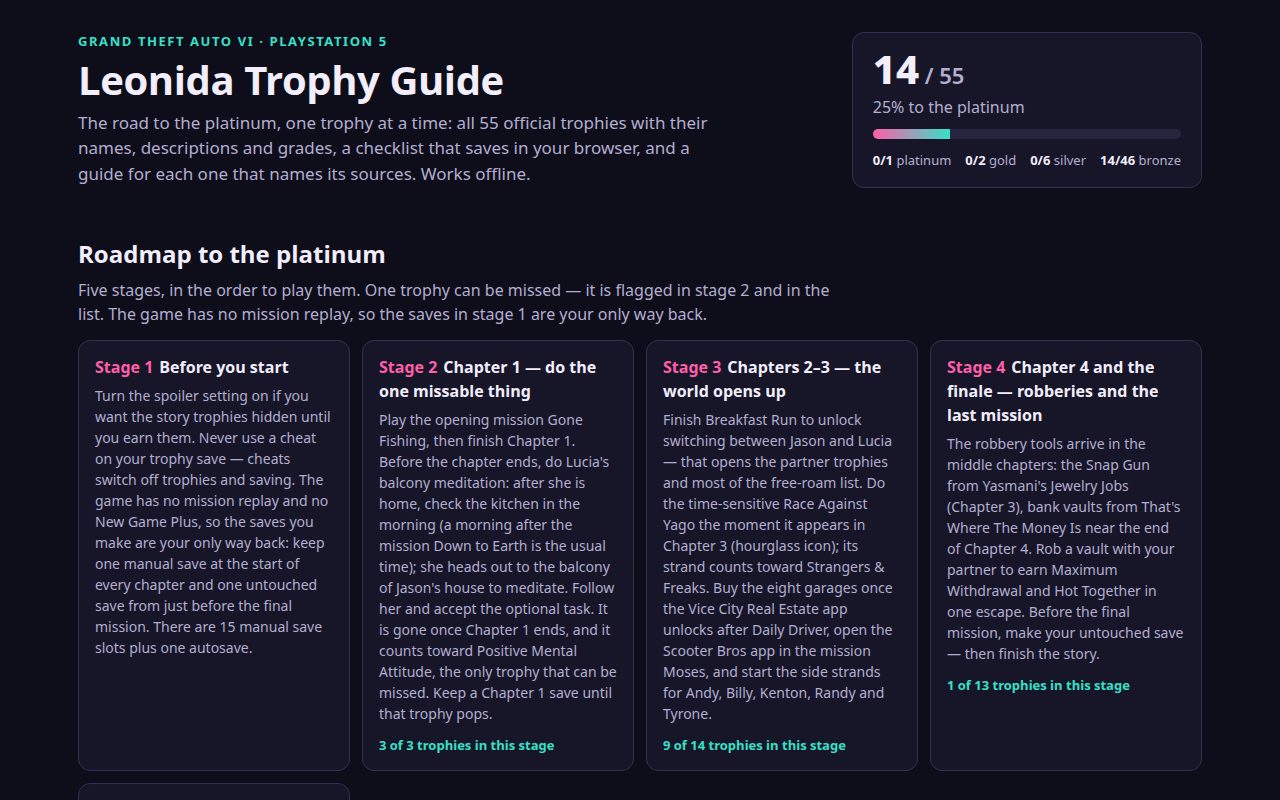 GRAND THEFT AUTO VI · PLAYSTATION 5
Leonida Trophy Guide
The road to the platinum, one trophy at a time: all 55 official trophies with their
names, descriptions and grades, a checklist that saves in your browser, and a
guide for each one that names its sources. Works offline.
14 / 55
25% to the platinum
0/1 platinum 0/2 gold 0/6 silver 14/46 bronze
Roadmap to the platinum
Five stages, in the order to play them. One trophy can be missed — it is flagged in stage 2 and in the
list. The game has no mission replay, so the saves in stage 1 are your only way back.
Stage 1 Before you start
Turn the spoiler setting on if you
want the story trophies hidden until
you earn them. Never use a cheat
on your trophy save — cheats
switch off trophies and saving. The
game has no mission replay and no
New Game Plus, so the saves you
make are your only way back: keep
one manual save at the start of
every chapter and one untouched
save from just before the final
mission. There are 15 manual save
slots plus one autosave.
Stage 2 Chapter 1 — do the
one missable thing
Play the opening mission Gone
Fishing, then finish Chapter 1.
Before the chapter ends, do Lucia's
balcony meditation: after she is
home, check the kitchen in the
morning (a morning after the
mission Down to Earth is the usual
time); she heads out to the balcony
of Jason's house to meditate. Follow
her and accept the optional task. It
is gone once Chapter 1 ends, and it
counts toward Positive Mental
Attitude, the only trophy that can be
missed. Keep a Chapter 1 save until
that trophy pops.
3 of 3 trophies in this stage
Stage 3 Chapters 2–3 — the
world opens up
Finish Breakfast Run to unlock
switching between Jason and Lucia
— that opens the partner trophies
and most of the free-roam list. Do
the time-sensitive Race Against
Yago the moment it appears in
Chapter 3 (hourglass icon); its
strand counts toward Strangers &
Freaks. Buy the eight garages once
the Vice City Real Estate app
unlocks after Daily Driver, open the
Scooter Bros app in the mission
Moses, and start the side strands
for Andy, Billy, Kenton, Randy and
Tyrone.
9 of 14 trophies in this stage
Stage 4 Chapter 4 and the
finale — robberies and the
last mission
The robbery tools arrive in the
middle chapters: the Snap Gun
from Yasmani's Jewelry Jobs
(Chapter 3), bank vaults from That's
Where The Money Is near the end
of Chapter 4. Rob a vault with your
partner to earn Maximum
Withdrawal and Hot Together in
one escape. Before the final
mission, make your untouched save
— then finish the story.
1 of 13 trophies in this stage